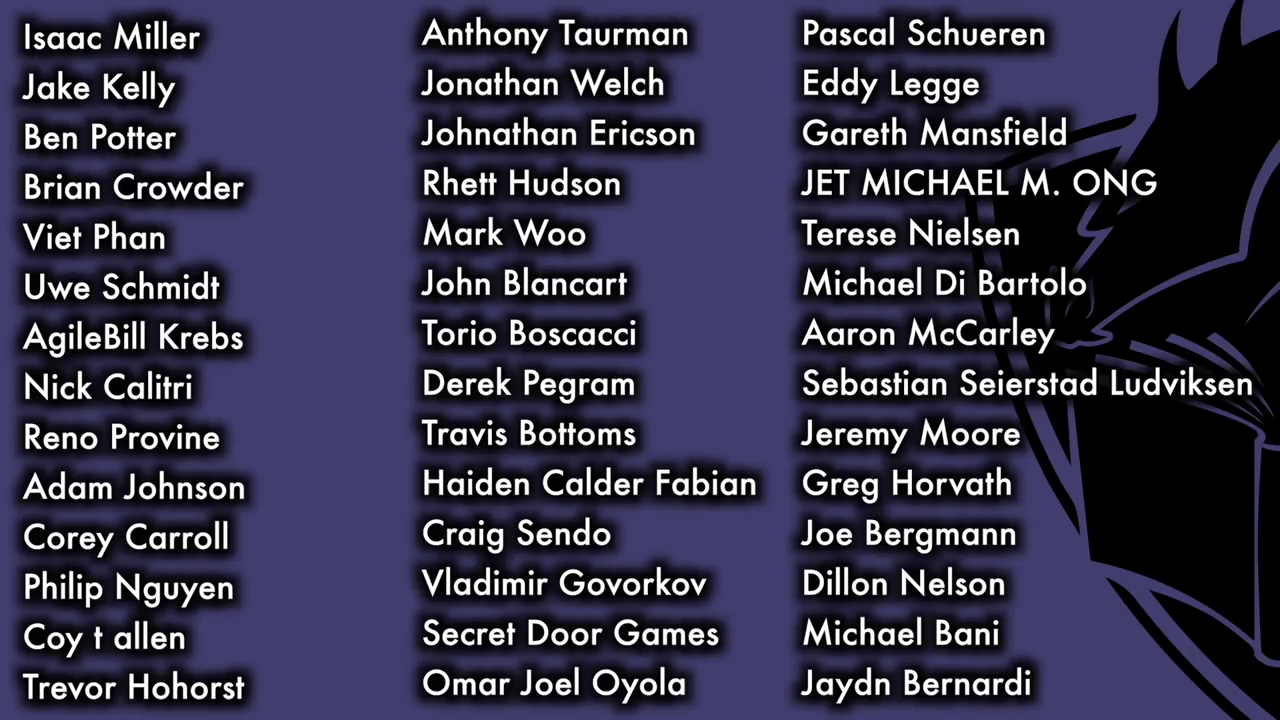 Isaac Miller
Jake Kelly
Ben Potter
Brian Crowder
Viet Phan
Uwe Schmidt
AgileBill Krebs
Nick Calitri
Reno Provine
Adam Johnson
Corey Carroll
Philip Nguyen
Coy t allen
Trevor Hohorst
Anthony Taurman
Jonathan Welch
Johnathan Ericson
Rhett Hudson
Mark Woo
John Blancart
Torio Boscacci
Derek Pegram
Travis Bottoms
Haiden Calder Fabian
Craig Sendo
Vladimir Govorkov
Secret Door Games
Omar Joel Oyola
Pascal Schueren
Eddy Legge
Gareth Mansfield
JET MICHAEL M. ONG
Terese Nielsen
Michael Di Bartolo
Aaron McCarley
Sebastian Seierstad Ludviksen
Jeremy Moore
Greg Horvath
Joe Bergmann
Dillon Nelson
Michael Bani
Jaydn Bernardi